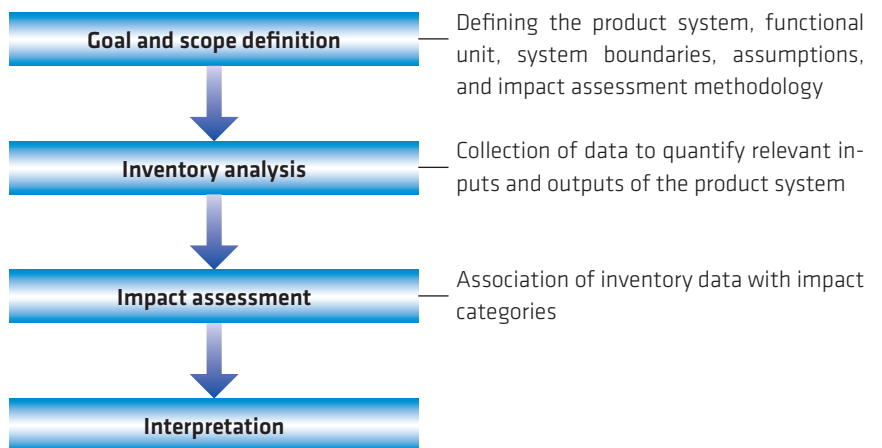 Goal and scope definition
Defining the product system, functional
unit, system boundaries, assumptions,
and impact assessment methodology
Inventory analysis
Collection of data to quantify relevant in-
puts and outputs of the product system
Impact assessment
Association of inventory data with impact
categories
Interpretation